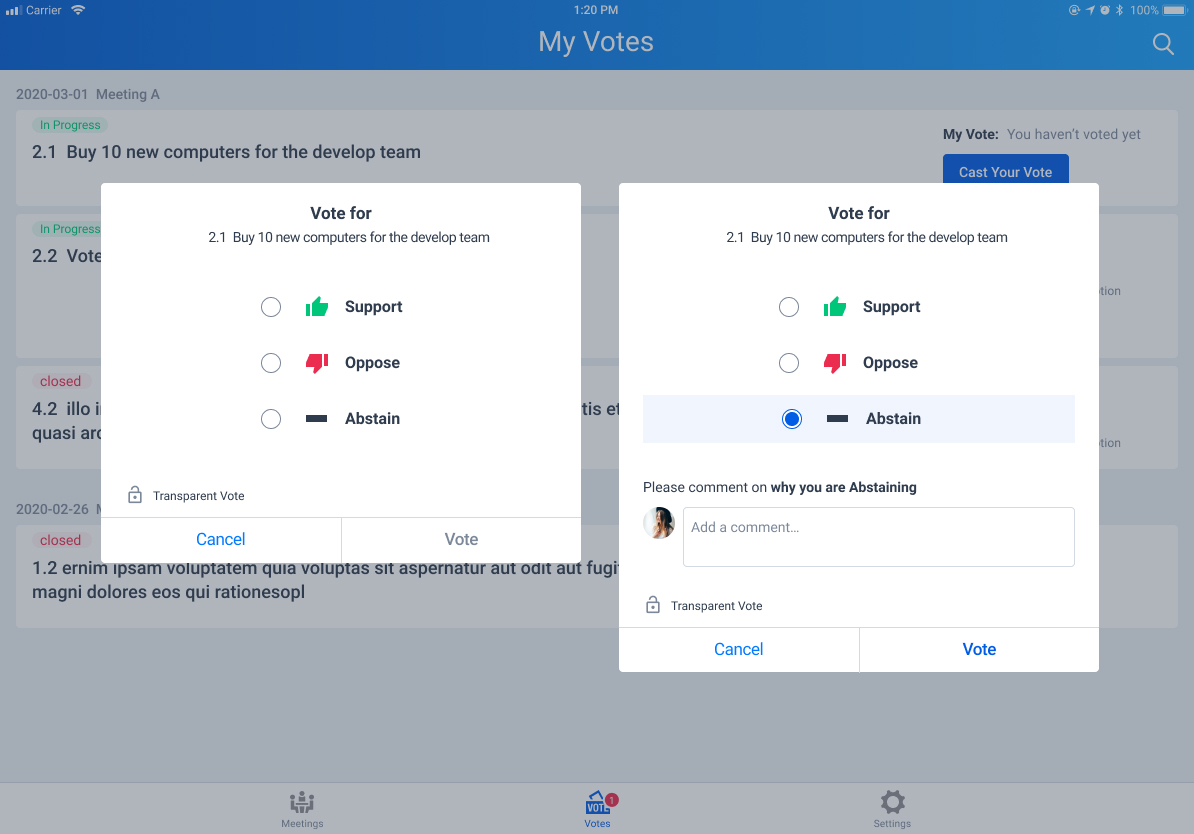 Carrier 1:20 PM 100%
My Votes
2020-03-01 Meeting A
In Progress
2.1 Buy 10 new computers for the develop team
My Vote: You haven't voted yet
Cast Your Vote
In Progress
2.2 Vote
tion
closed
4.2 illo
tis et
quasi
tion
2020-02-26
closed
1.2 ernim ipsam voluptatem quia voluptas sit aspernatur aut odit aut fugit
magni dolores eos qui rationesopl
Vote for
2.1 Buy 10 new computers for the develop team
Support
Oppose
Abstain
Transparent Vote
Cancel Vote
Vote for
2.1 Buy 10 new computers for the develop team
Support
Oppose
Abstain
Please comment on why you are Abstaining
Add a comment...
Transparent Vote
Cancel Vote
VOTE 1
Meetings Votes Settings